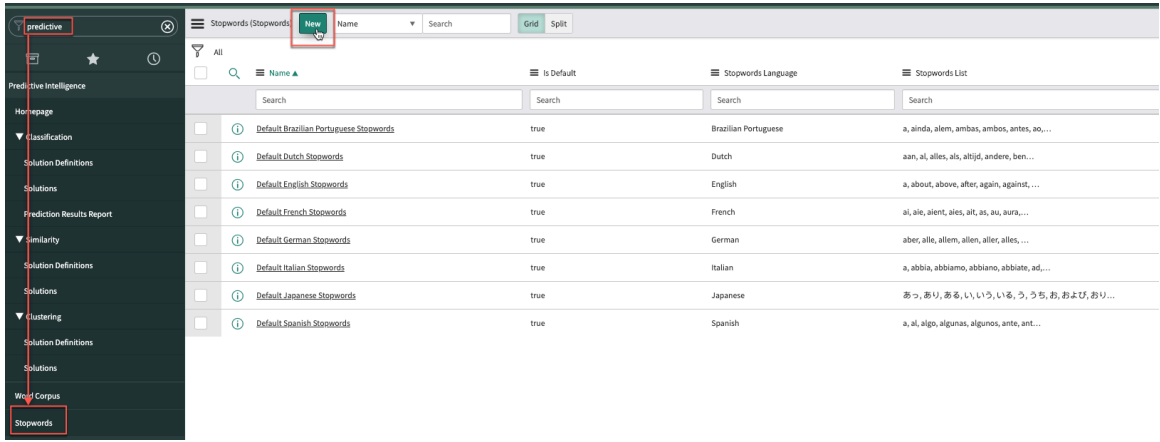 predictive
Stopwords (Stopwords) New Name Search Grid Split
All
Name Is Default Stopwords Language Stopwords List
Search Search Search Search
Default Brazilian Portuguese Stopwords true Brazilian Portuguese a, ainda, alem, ambas, ambos, antes, ao,...
Default Dutch Stopwords true Dutch aan, al, alles, als, altijd, andere, ben...
Default English Stopwords true English a, about, above, after, again, against, ...
Default French Stopwords true French ai, aie, aient, aies, ait, as, au, aura,...
Default German Stopwords true German aber, alle, allem, allen, aller, alles, ...
Default Italian Stopwords true Italian a, abbia, abbiamo, abbiano, abbiate, ad,...
Default Japanese Stopwords true Japanese あっ, あり, ある, い, いう, いる, う, うち, お, および, おり...
Default Spanish Stopwords true Spanish a, al, algo, algunas, algunos, ante, ant...
Predictive Intelligence
Homepage
Classification
Solution Definitions
Solutions
Prediction Results Report
Similarity
Solution Definitions
Solutions
Clustering
Solution Definitions
Solutions
Word Corpus
Stopwords